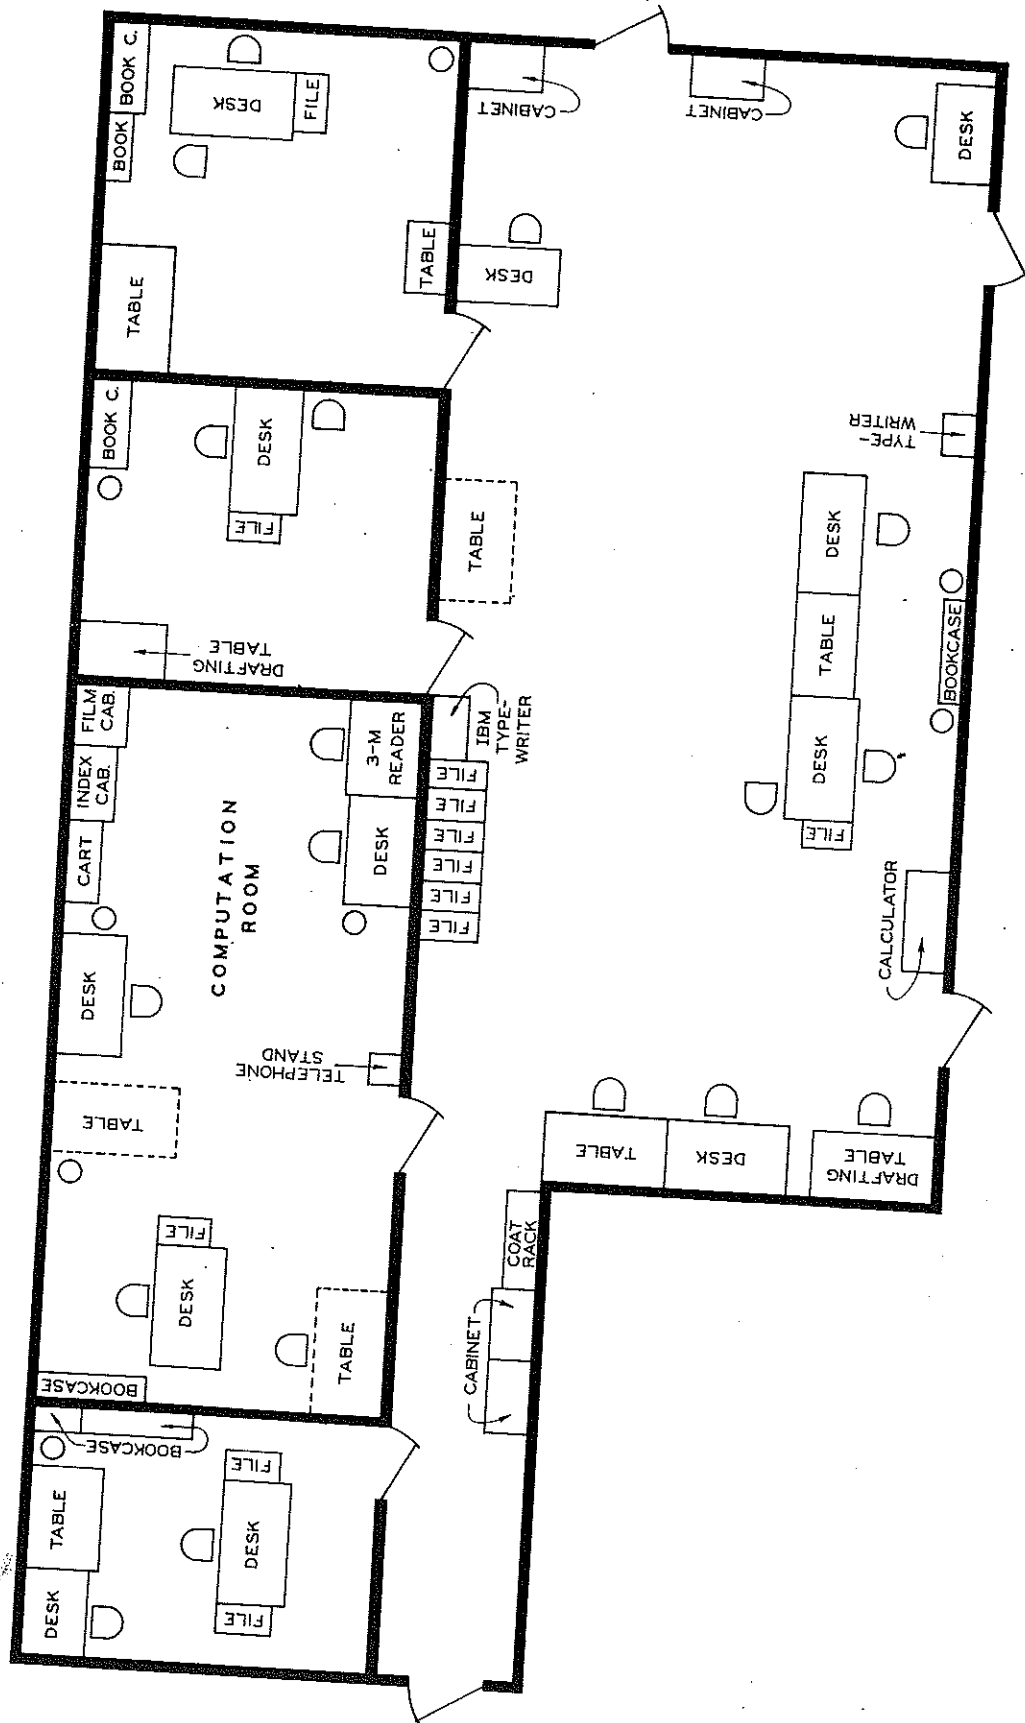 BOOK C.
BOOK
DESK
FILE
TABLE
TABLE
CABINET
CABINET
DESK
DESK
BOOK C.
DESK
FILE
DRAFTING
TABLE
TABLE
TYPE-
WRITER
DESK
TABLE
DESK
FILE
BOOKCASE
CALCULATOR
FILM
CAB.
INDEX
CAB.
CART
3-M
READER
DESK
COMPUTATION
ROOM
IBM
TYPE-
WRITER
FILE
FILE
FILE
FILE
FILE
FILE
DESK
TELEPHONE
STAND
TABLE
FILE
DESK
TABLE
BOOKCASE
TABLE
DESK
DRAFTING
TABLE
COAT
RACK
CABINET
BOOKCASE
TABLE
DESK
FILE
DESK
FILE